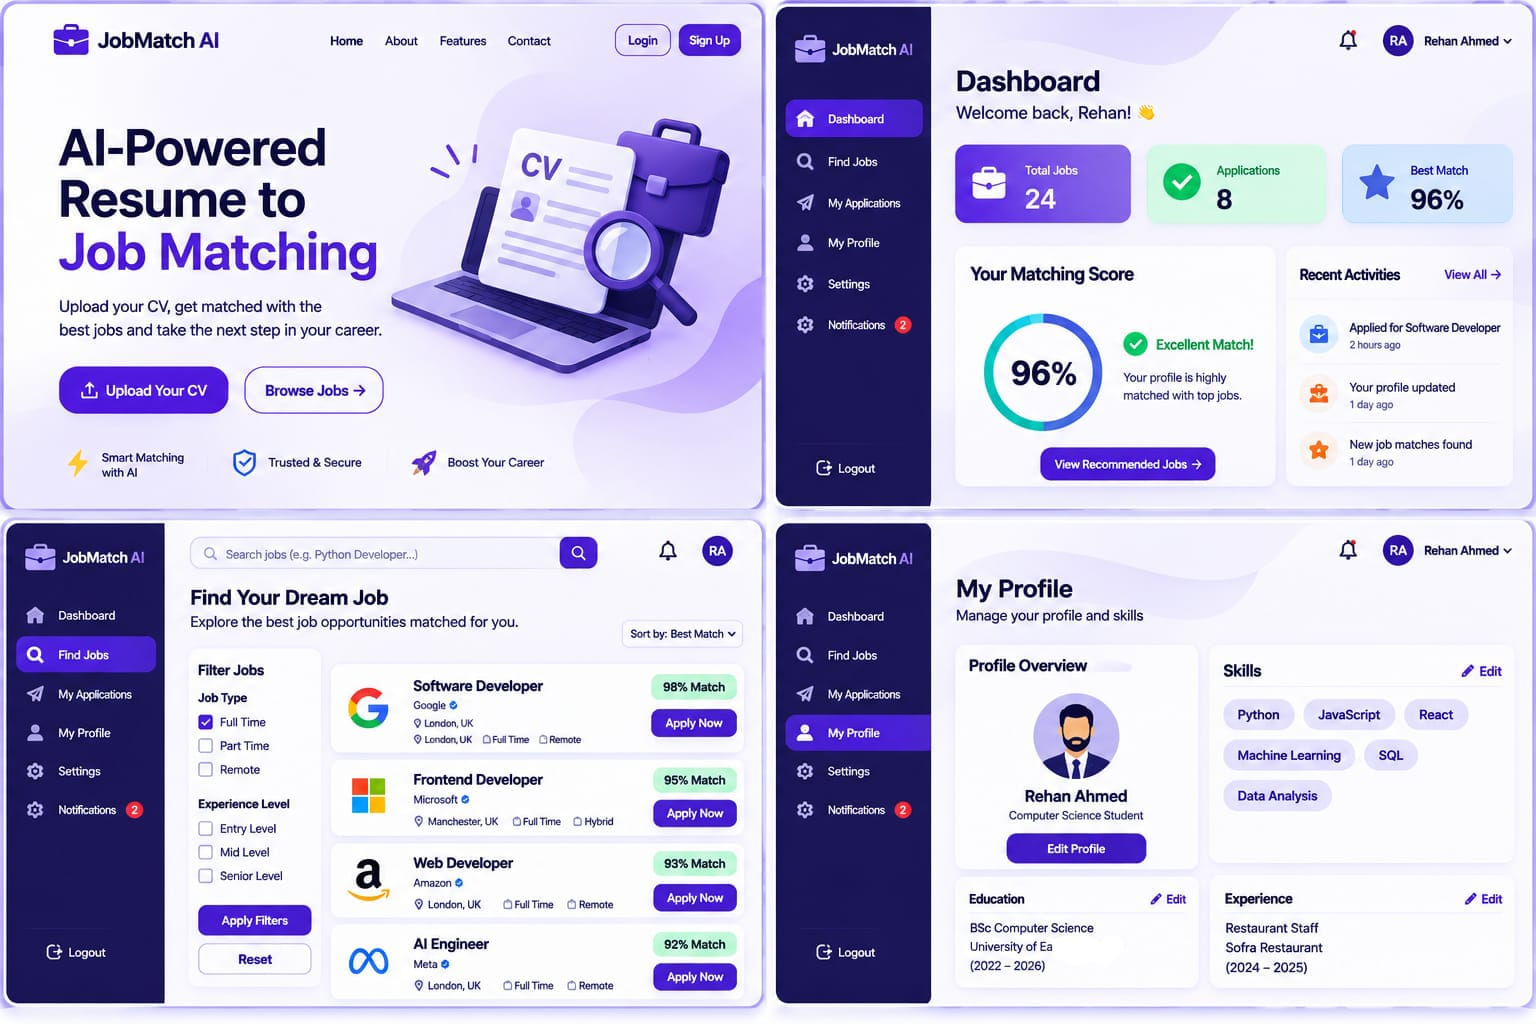 JobMatch AI
Home About Features Contact
Login Sign Up
AI-Powered
Resume to
Job Matching
Upload your CV, get matched with the
best jobs and take the next step in your career.
Upload Your CV Browse Jobs →
CV
Smart Matching
with AI
Trusted & Secure
Boost Your Career
JobMatch AI
Dashboard
Find Jobs
My Applications
My Profile
Settings
Notifications 2
Logout
RA Rehan Ahmed
Dashboard
Welcome back, Rehan! 👋
Total Jobs
24
Applications
8
Best Match
96%
Your Matching Score
96%
Excellent Match!
Your profile is highly
matched with top jobs.
View Recommended Jobs →
Recent Activities View All →
Applied for Software Developer
2 hours ago
Your profile updated
1 day ago
New job matches found
1 day ago
JobMatch AI
Dashboard
Find Jobs
My Applications
My Profile
Settings
Notifications 2
Logout
Search jobs (e.g. Python Developer...)
RA
Find Your Dream Job
Explore the best job opportunities matched for you.
Sort by: Best Match
Filter Jobs
Job Type
Full Time
Part Time
Remote
Experience Level
Entry Level
Mid Level
Senior Level
Apply Filters
Reset
Software Developer
Google
London, UK
London, UK Full Time Remote
98% Match
Apply Now
Frontend Developer
Microsoft
Manchester, UK Full Time Hybrid
95% Match
Apply Now
a
Web Developer
Amazon
London, UK Full Time Remote
93% Match
Apply Now
AI Engineer
Meta
London, UK Full Time Remote
92% Match
Apply Now
JobMatch AI
Dashboard
Find Jobs
My Applications
My Profile
Settings
Notifications 2
Logout
RA Rehan Ahmed
My Profile
Manage your profile and skills
Profile Overview
Rehan Ahmed
Computer Science Student
Edit Profile
Skills Edit
Python JavaScript React
Machine Learning SQL
Data Analysis
Education Edit
BSc Computer Science
University of Ea
(2022 – 2026)
Experience Edit
Restaurant Staff
Sofra Restaurant
(2024 – 2025)